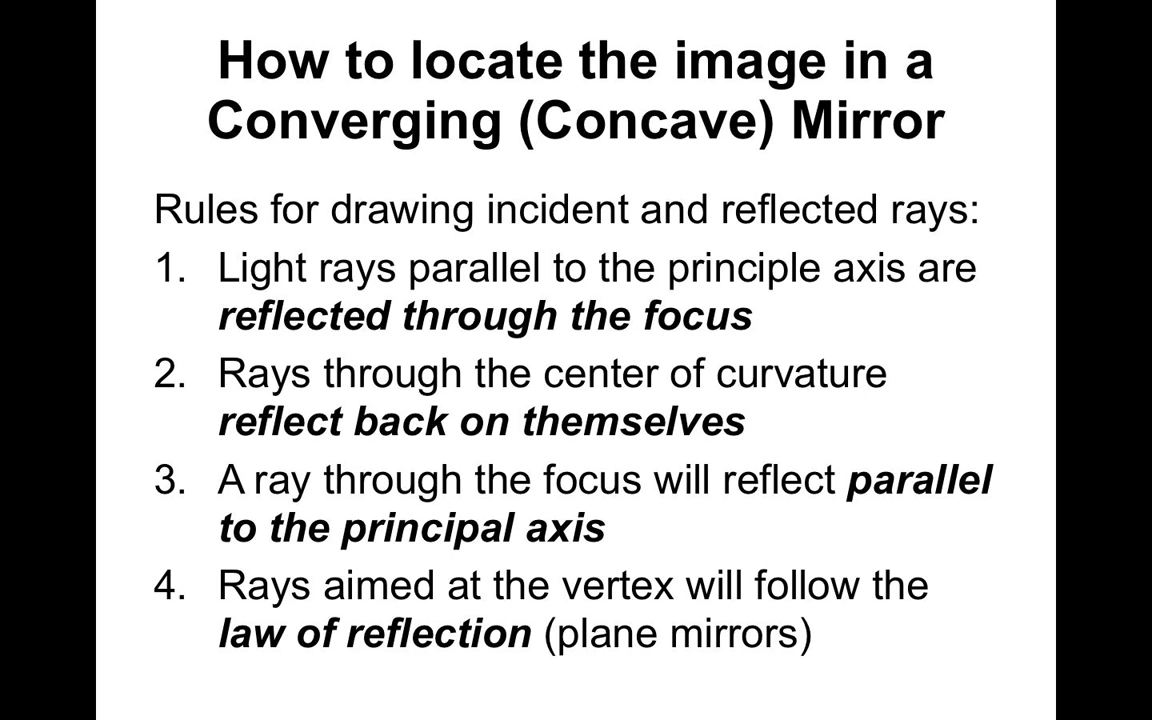 How to locate the image in a
Converging (Concave) Mirror
Rules for drawing incident and reflected rays:
1. Light rays parallel to the principle axis are
reflected through the focus
2. Rays through the center of curvature
reflect back on themselves
3. A ray through the focus will reflect parallel
to the principal axis
4. Rays aimed at the vertex will follow the
law of reflection (plane mirrors)